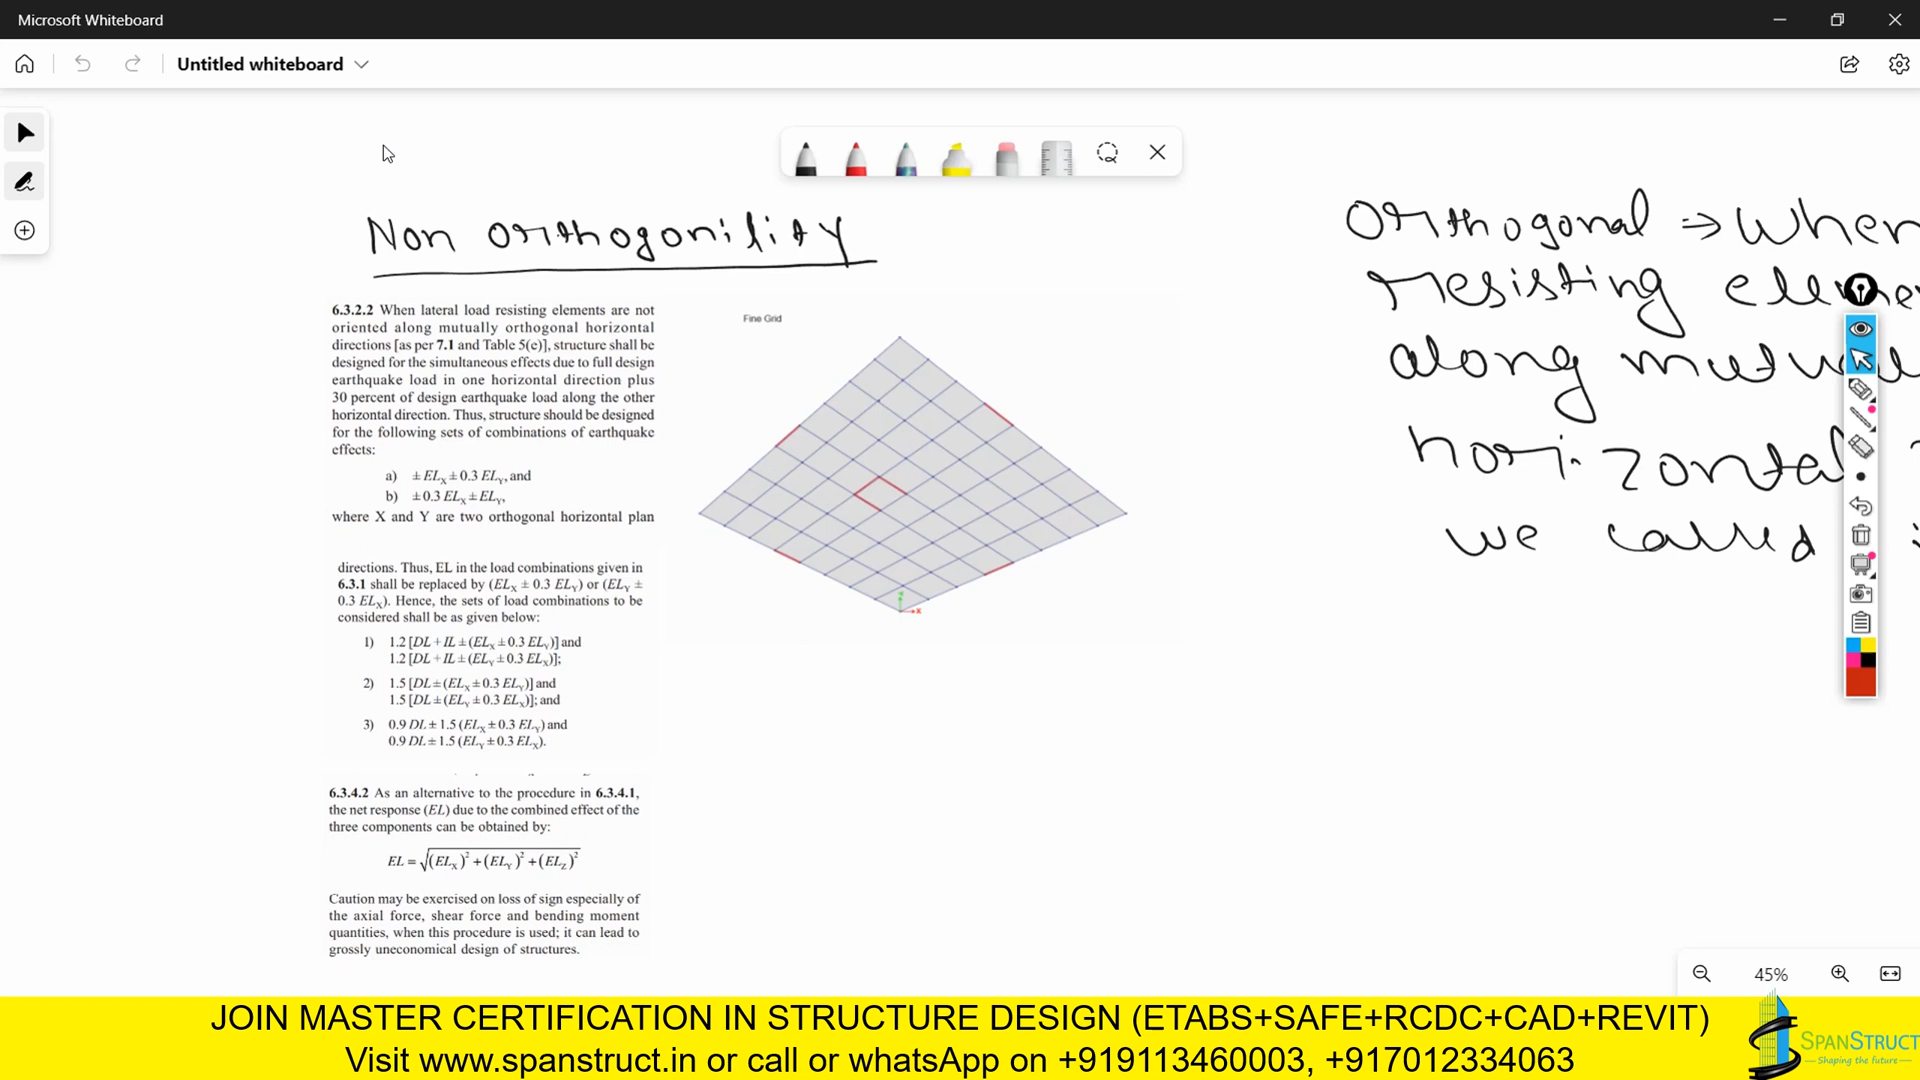 Microsoft Whiteboard
Untitled whiteboard
Non Orthogonility
6.3.2.2 When lateral load resisting elements are not
oriented along mutually orthogonal horizontal
directions [as per 7.1 and Table 5(e)], structure shall be
designed for the simultaneous effects due to full design
earthquake load in one horizontal direction plus
30 percent of design earthquake load along the other
horizontal direction. Thus, structure should be designed
for the following sets of combinations of earthquake
effects:
a) ± ELX ± 0.3 ELY, and
b) ± 0.3 ELX ± ELY,
where X and Y are two orthogonal horizontal plan
directions. Thus, EL in the load combinations given in
6.3.1 shall be replaced by (ELX ± 0.3 ELY) or (ELY ±
0.3 ELX). Hence, the sets of load combinations to be
considered shall be as given below:
1) 1.2 [DL + IL ± (ELX ± 0.3 ELY)] and
1.2 [DL + IL ± (ELY ± 0.3 ELX)];
2) 1.5 [DL ± (ELX ± 0.3 ELY)] and
1.5 [DL ± (ELY ± 0.3 ELX)]; and
3) 0.9 DL ± 1.5 (ELX ± 0.3 ELY) and
0.9 DL ± 1.5 (ELY ± 0.3 ELX).
6.3.4.2 As an alternative to the procedure in 6.3.4.1,
the net response (EL) due to the combined effect of the
three components can be obtained by:
EL = √(ELX)² + (ELY)² + (ELZ)²
Caution may be exercised on loss of sign especially of
the axial force, shear force and bending moment
quantities, when this procedure is used; it can lead to
grossly uneconomical design of structures.
Fine Grid
X
Orthogonal ⇒ When
resisting
along
horizontal
we called
45%
JOIN MASTER CERTIFICATION IN STRUCTURE DESIGN (ETABS+SAFE+RCDC+CAD+REVIT)
Visit www.spanstruct.in or call or whatsApp on +919113460003, +917012334063
SPANSTRUCT
Shaping the future